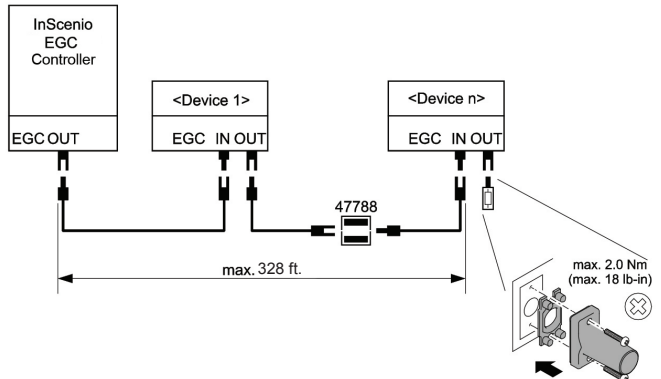 InScenio
EGC
Controller
EGC OUT
<Device 1>
EGC IN OUT
<Device n>
EGC IN OUT
47788
max. 328 ft.
max. 2.0 Nm
(max. 18 lb-in)